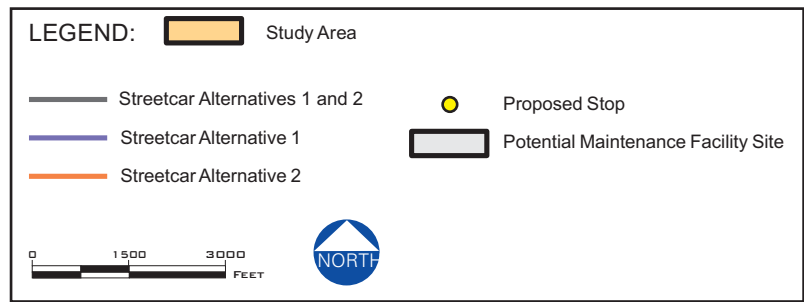 LEGEND: Study Area
Streetcar Alternatives 1 and 2
Streetcar Alternative 1
Streetcar Alternative 2
Proposed Stop
Potential Maintenance Facility Site
0 1500 3000
FEET
NORTH